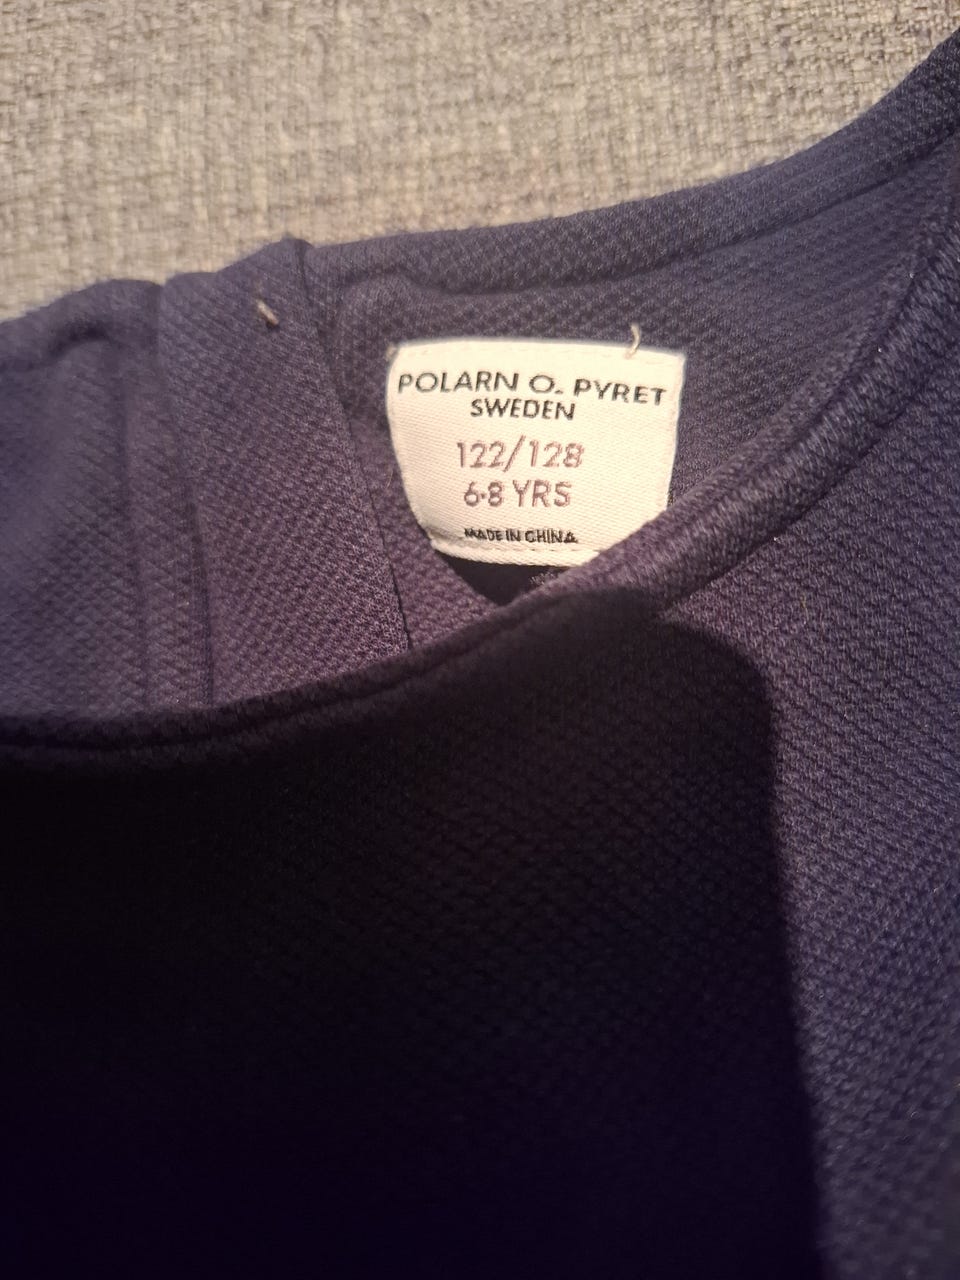 POLARN O. PYRET
SWEDEN
122/128
6-8 YRS
MADE IN CHINA